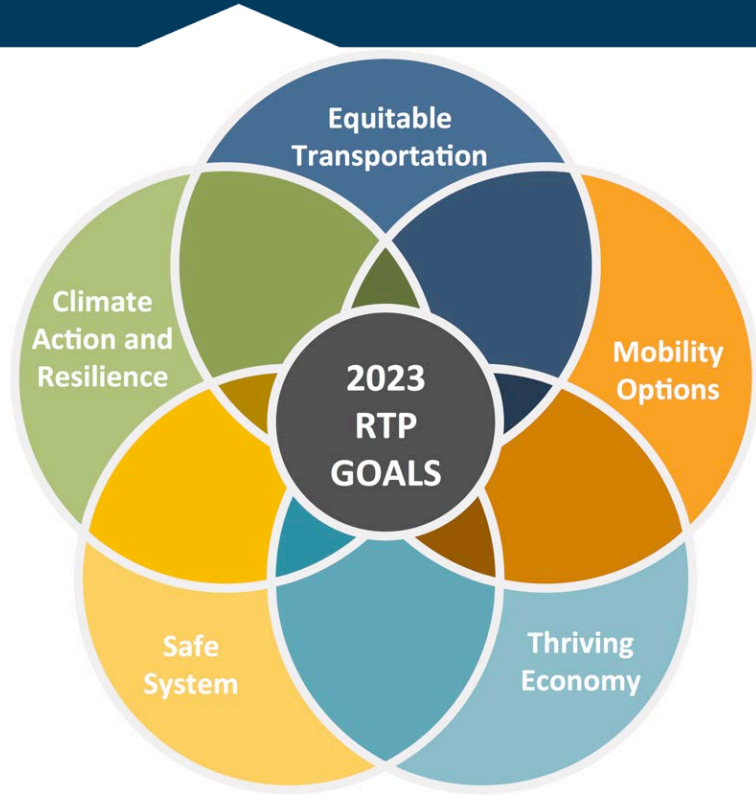 Equitable
Transportation
Climate
Action and
Resilience
Mobility
Options
2023
RTP
GOALS
Safe
System
Thriving
Economy